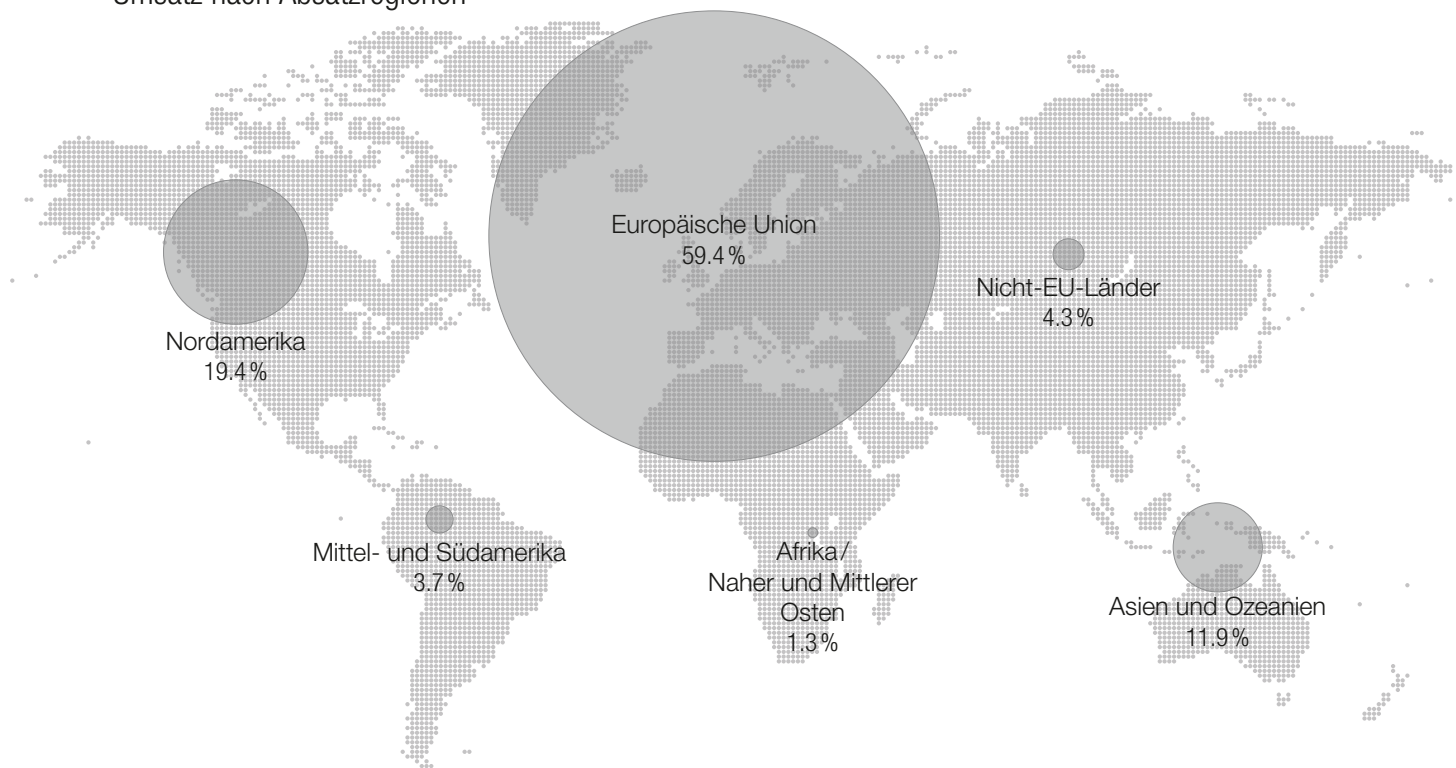 Umsatz nach Absatzregionen
Europäische Union
59.4 %
Nicht-EU-Länder
4.3 %
Nordamerika
19.4 %
Mittel- und Südamerika
3.7 %
Afrika /
Naher und Mittlerer
Osten
1.3 %
Asien und Ozeanien
11.9 %